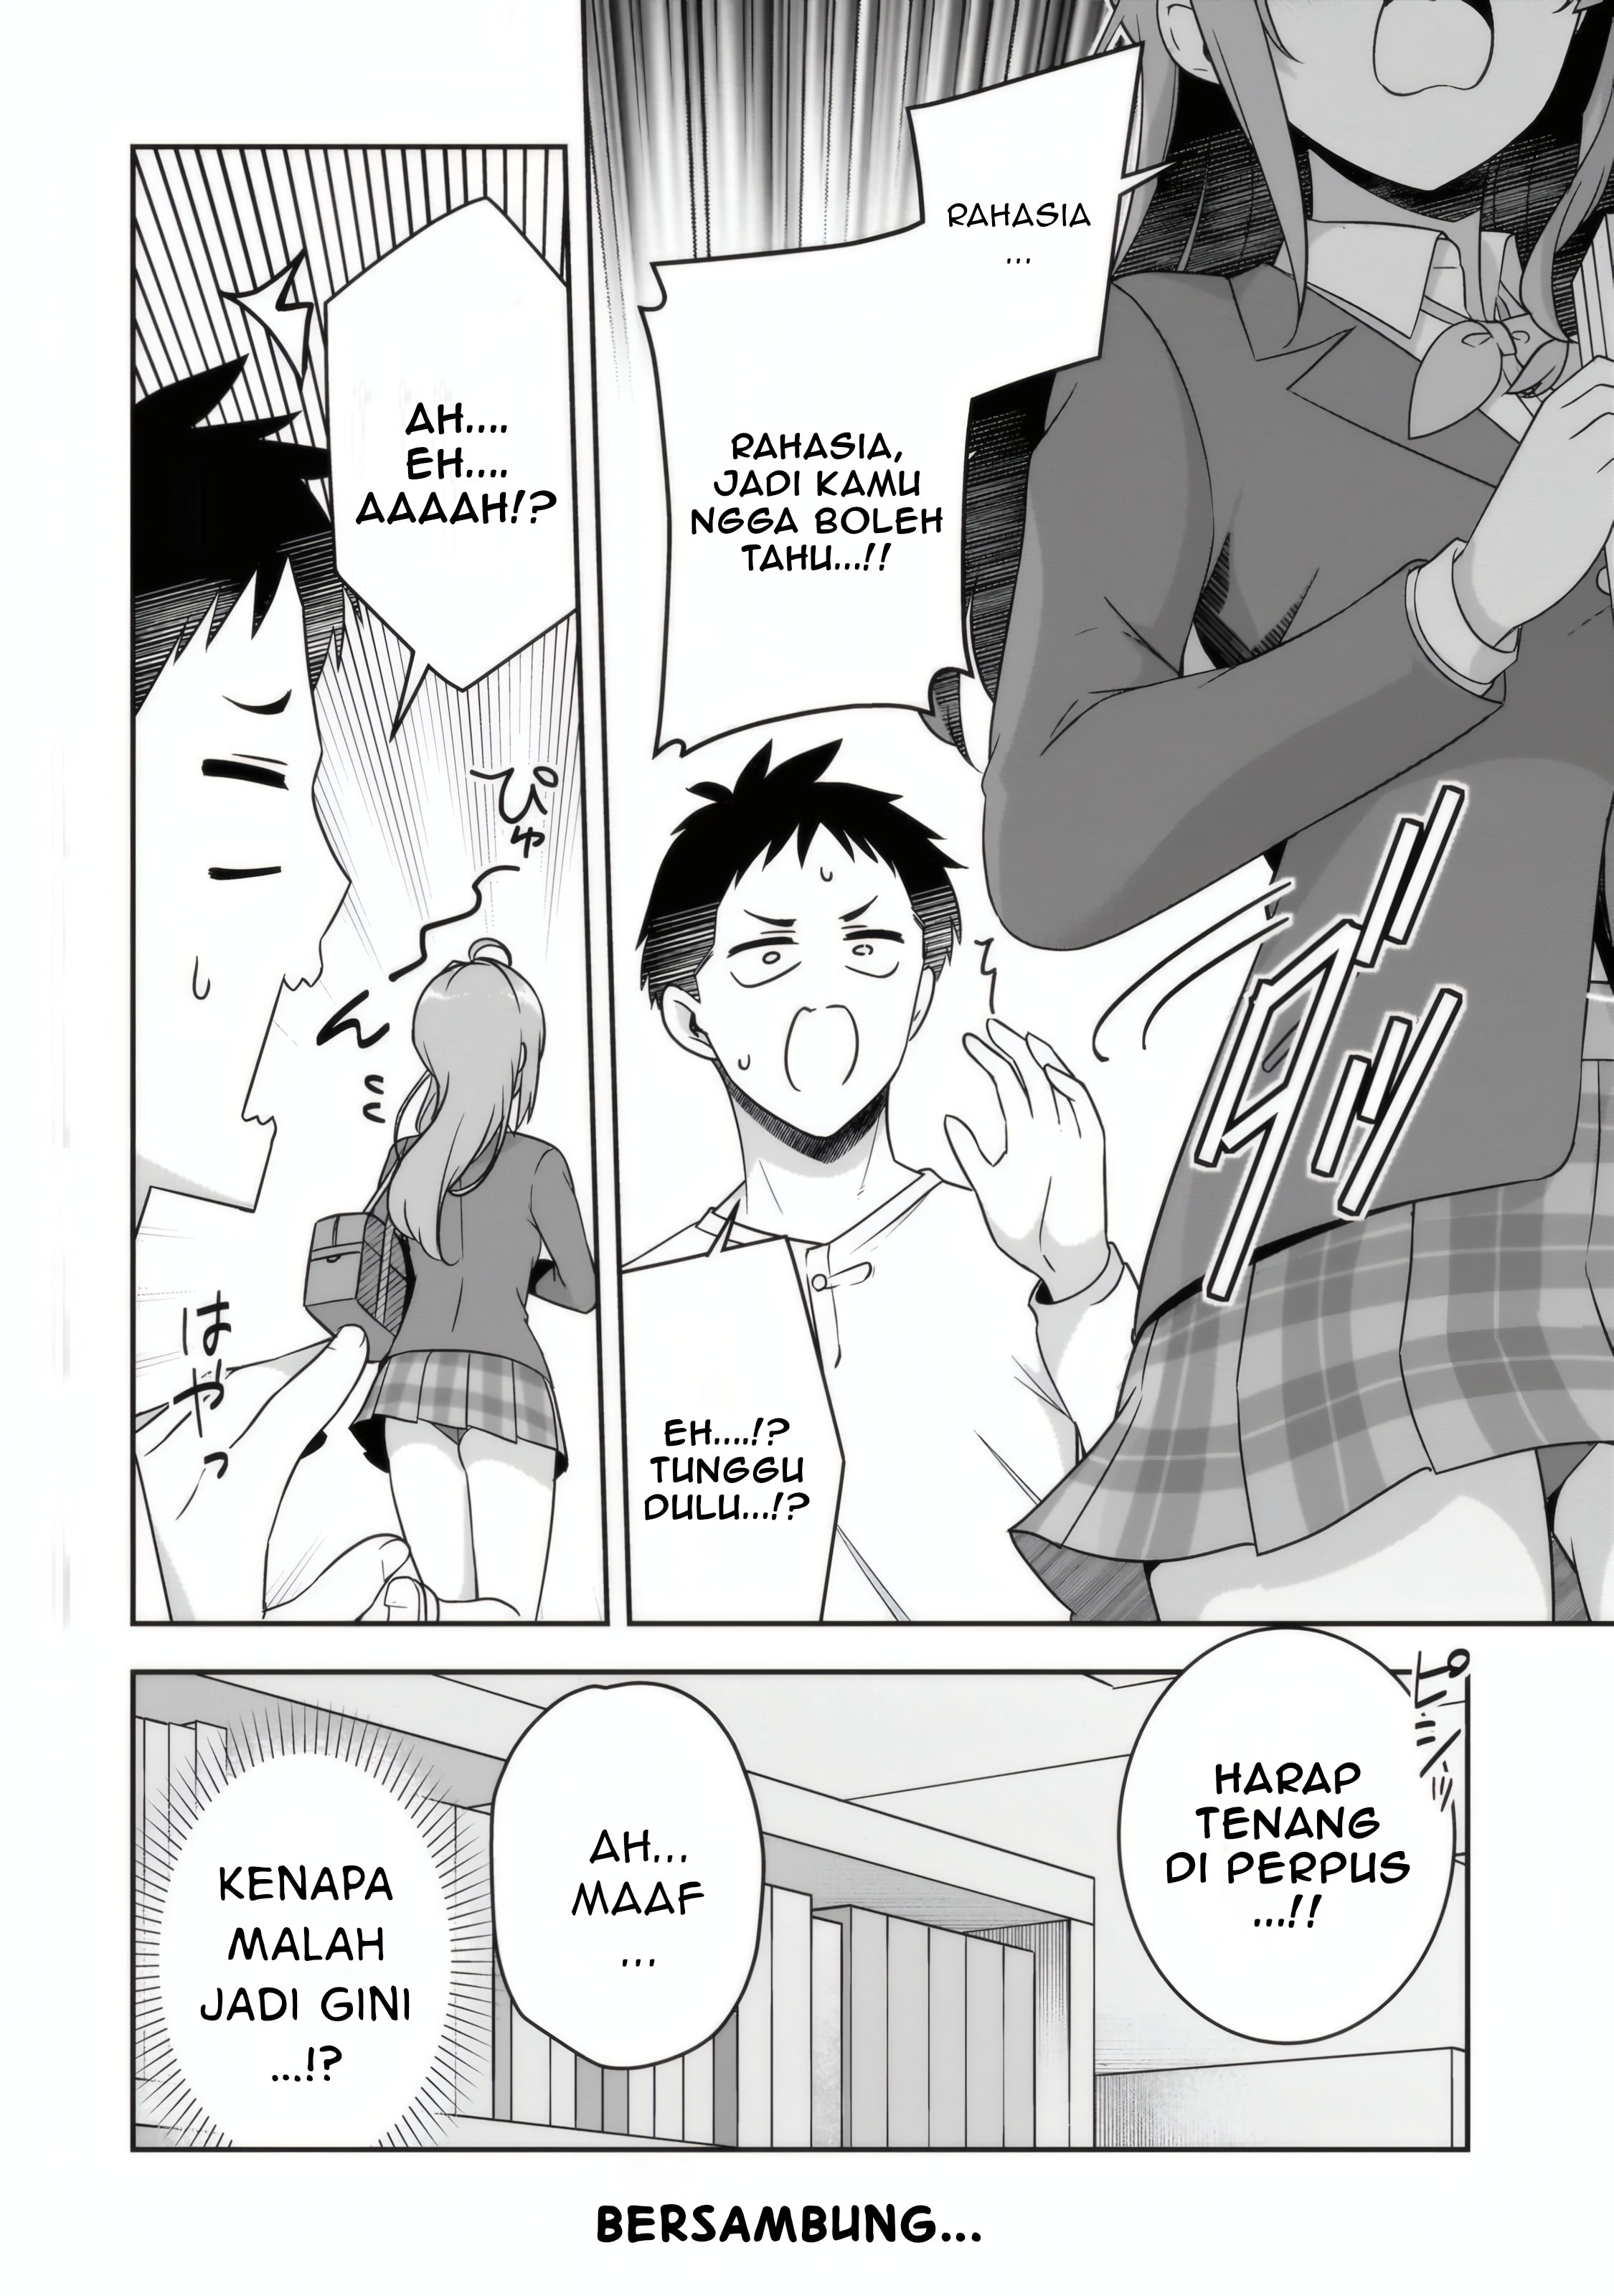 RAHASIA
...
RAHASIA,
JADI KAMU
NGGA BOLEH
TAHU...!!
ダッ
EH....!?
TUNGGU
DULU...!?
AH....
EH....
AAAAH!?
ぴゅ
ーん
はやっ
HARAP
TENANG
DI PERPUS
...!!
AH...
MAAF
...
KENAPA
MALAH
JADI GINI
...!?
BERSAMBUNG...